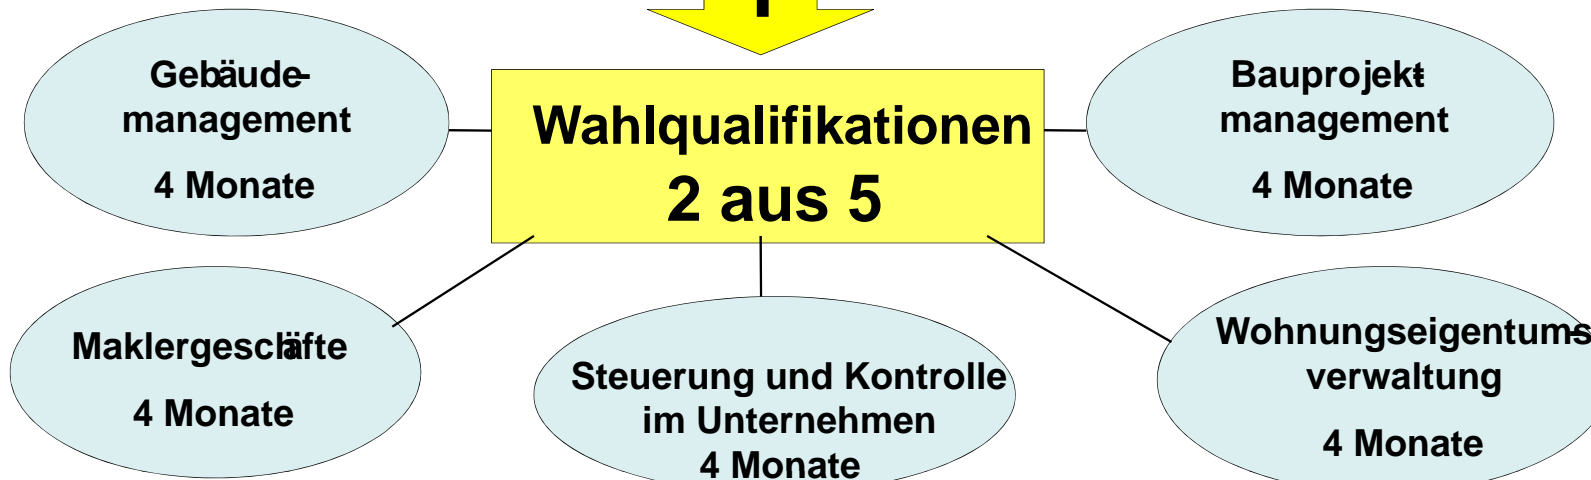 Gebäude-
management
4 Monate
Wahlqualifikationen
2 aus 5
Bauprojekt-
management
4 Monate
Maklergeschäfte
4 Monate
Steuerung und Kontrolle
im Unternehmen
4 Monate
Wohnungseigentums-
verwaltung
4 Monate